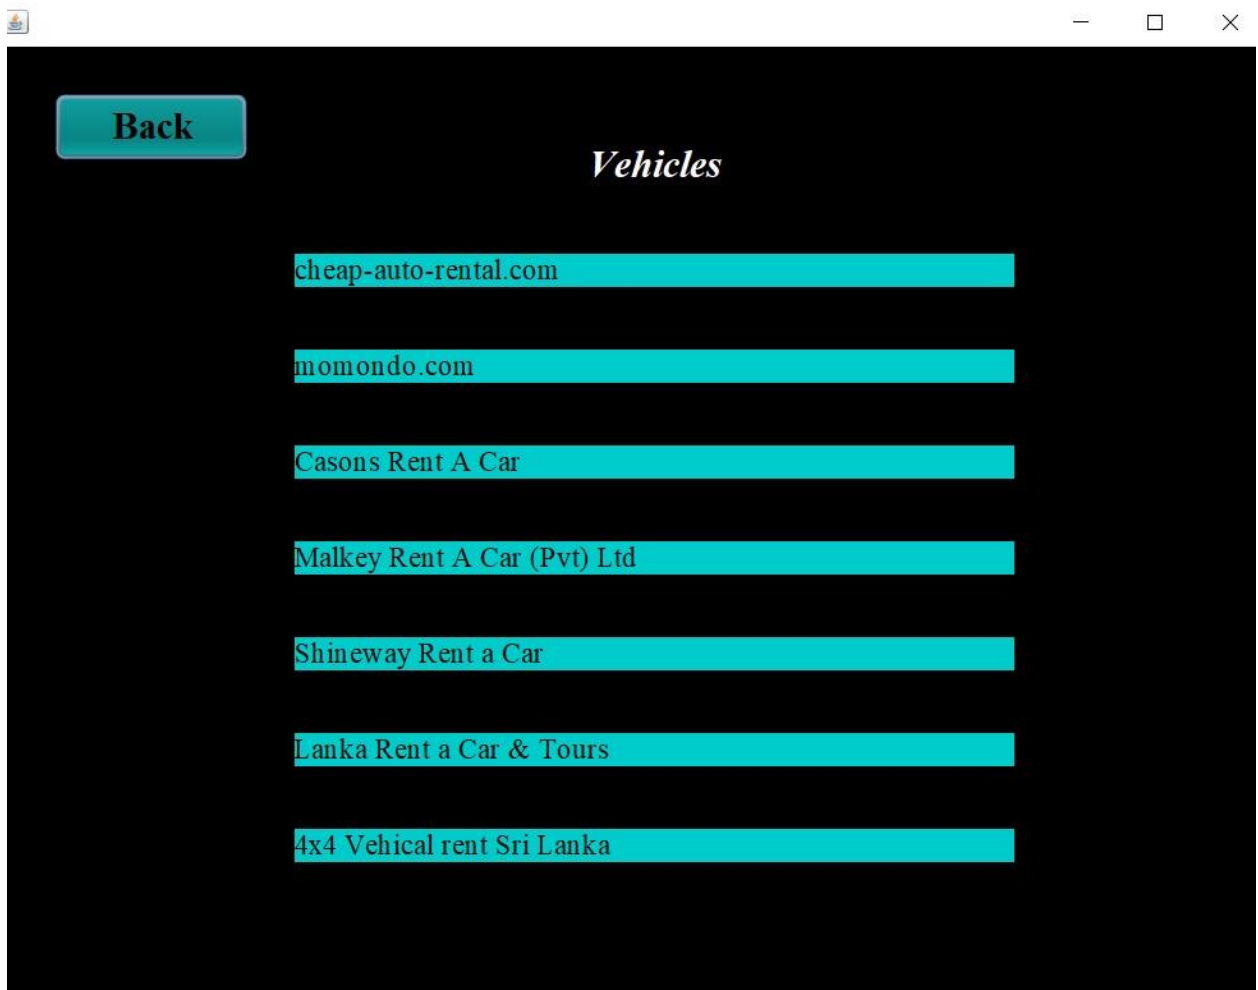 Back
Vehicles
cheap-auto-rental.com
momondo.com
Casons Rent A Car
Malkey Rent A Car (Pvt) Ltd
Shineway Rent a Car
Lanka Rent a Car & Tours
4x4 Vehical rent Sri Lanka